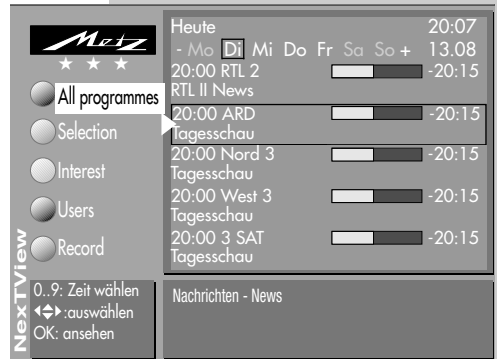 Metz
★ ★ ★
All programmes
Selection
Interest
Users
Record
NexTView
Heute 20:07
- Mo Di Mi Do Fr Sa So + 13.08
20:00 RTL 2 -20:15
RTL II News
20:00 ARD -20:15
Tagesschau
20:00 Nord 3 -20:15
Tagesschau
20:00 West 3 -20:15
Tagesschau
20:00 3 SAT -20:15
Tagesschau
0..9: Zeit wählen
:auswählen
OK: ansehen
Nachrichten - News